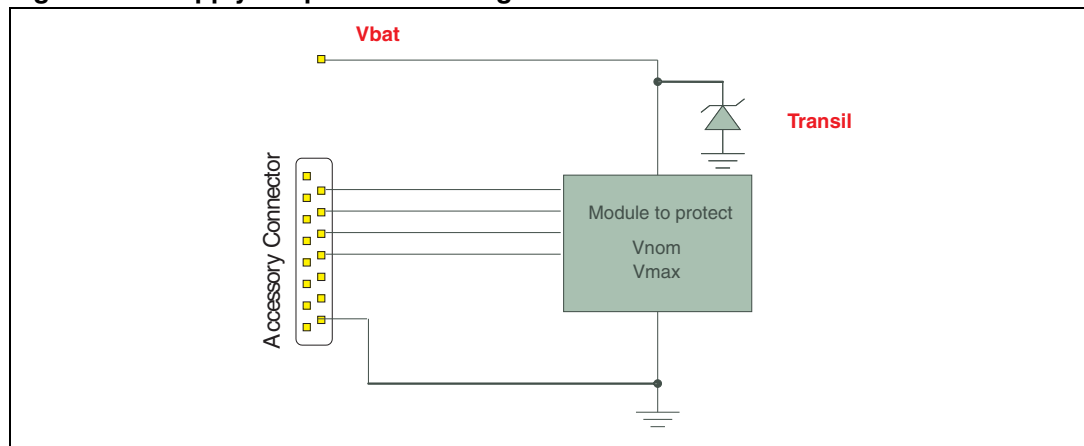 Vbat
Transil
Accessory Connector
Module to protect
Vnom
Vmax